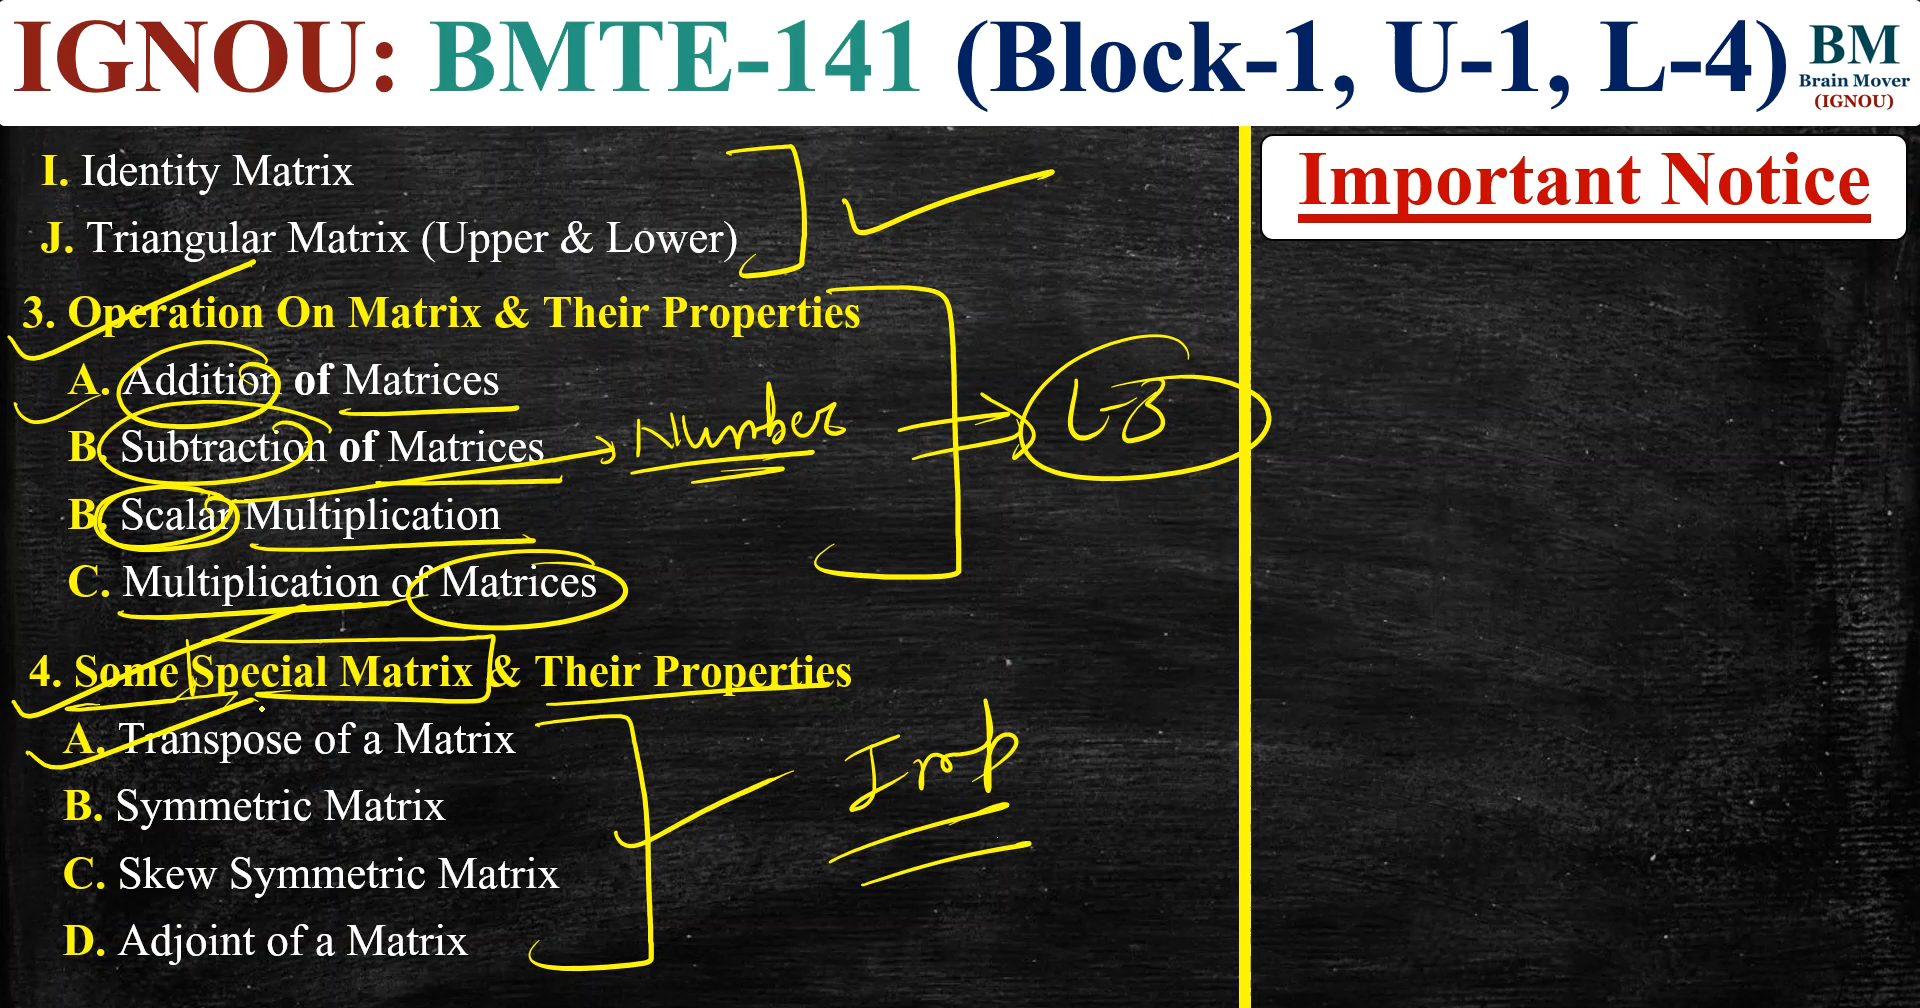 IGNOU: BMTE-141 (Block-1, U-1, L-4)
BM
Brain Mover
(IGNOU)
I. Identity Matrix
J. Triangular Matrix (Upper & Lower)
3. Operation On Matrix & Their Properties
A. Addition of Matrices
B. Subtraction of Matrices
B. Scalar Multiplication
C. Multiplication of Matrices
4. Some Special Matrix & Their Properties
A. Transpose of a Matrix
B. Symmetric Matrix
C. Skew Symmetric Matrix
D. Adjoint of a Matrix
Number
L-3
Imp
Important Notice